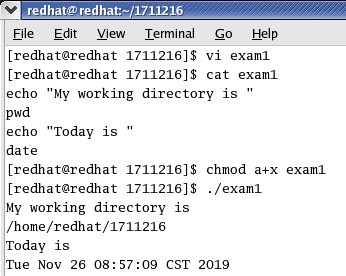 redhat@redhat:~/1711216
File Edit View Terminal Go Help
[redhat@redhat 1711216]$ vi exam1
[redhat@redhat 1711216]$ cat exam1
echo "My working directory is "
pwd
echo "Today is "
date
[redhat@redhat 1711216]$ chmod a+x exam1
[redhat@redhat 1711216]$ ./exam1
My working directory is
/home/redhat/1711216
Today is
Tue Nov 26 08:57:09 CST 2019